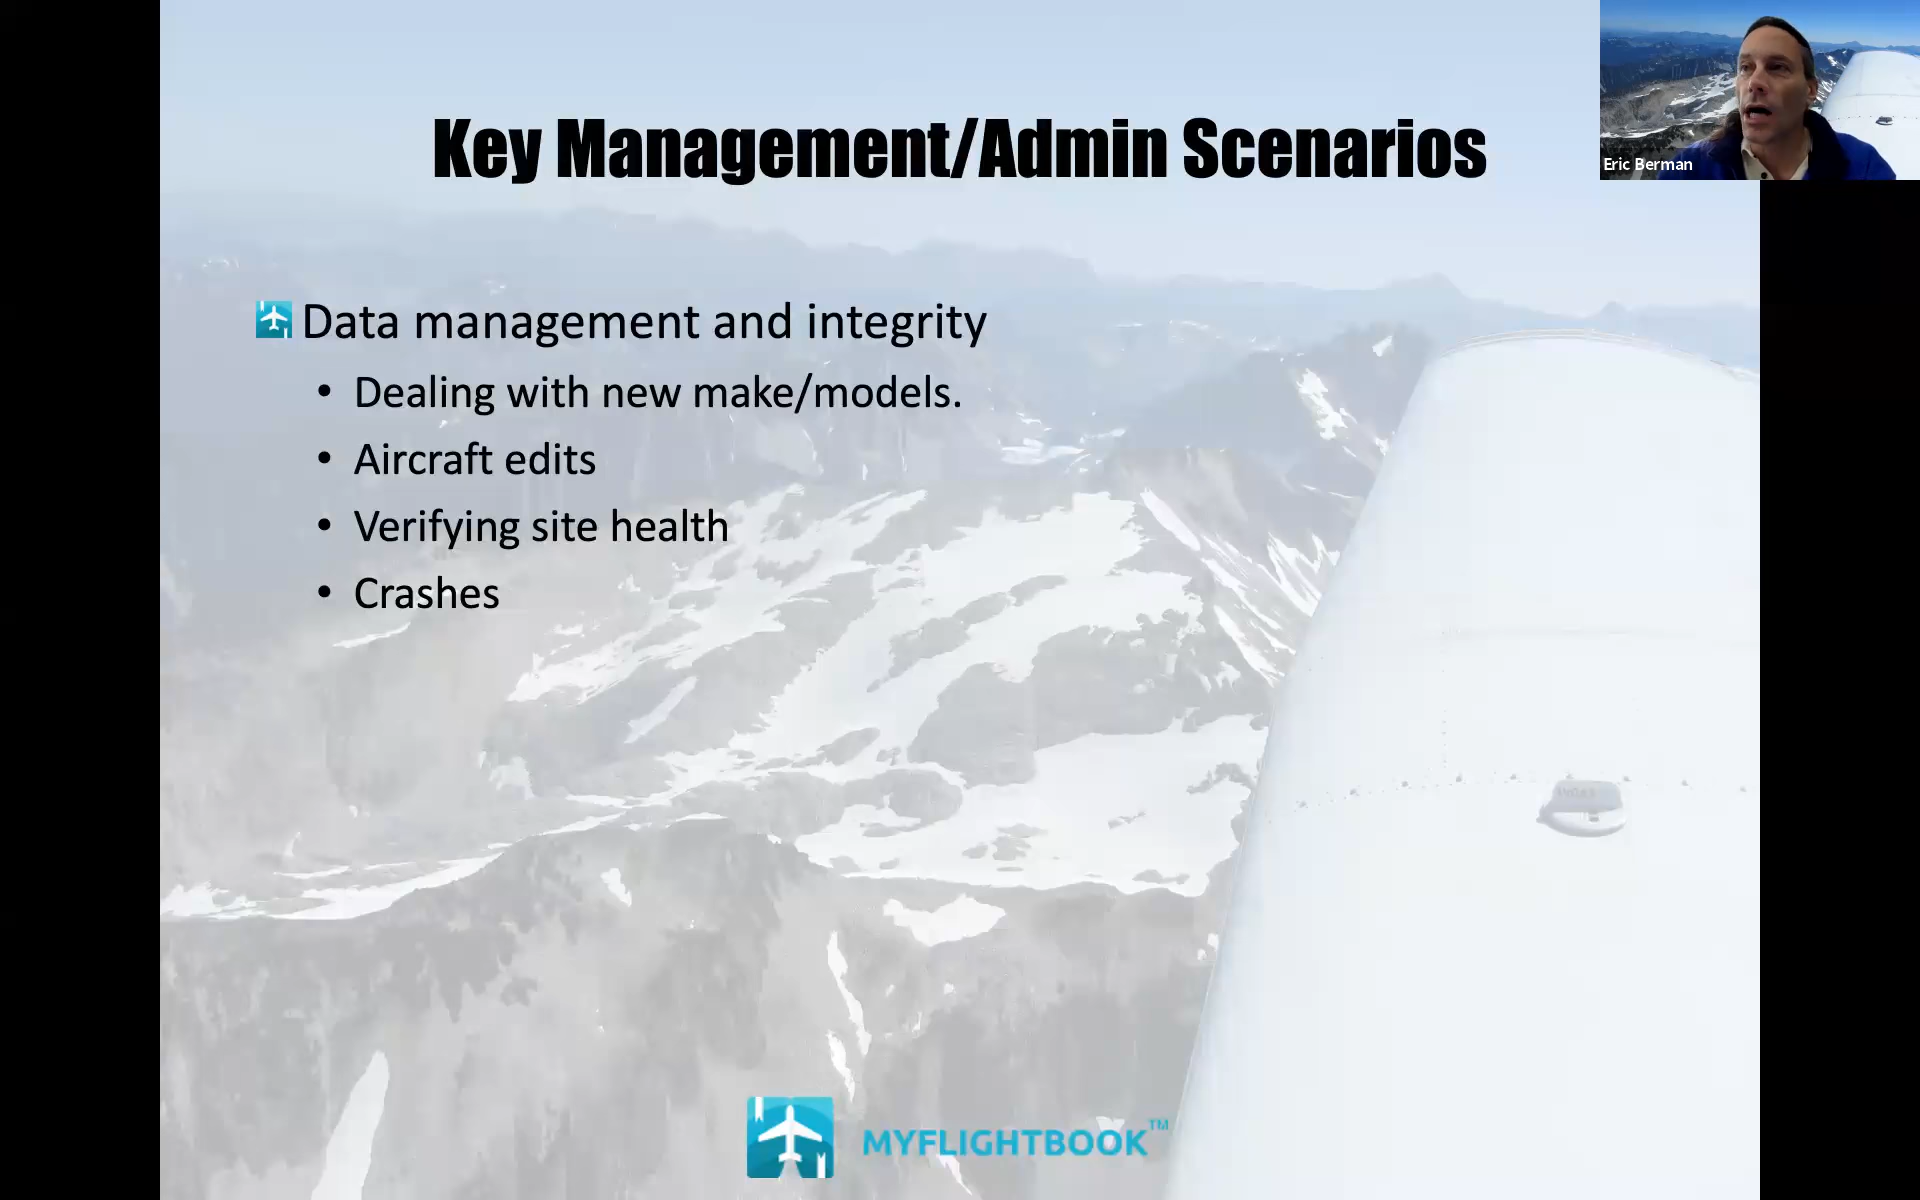 Key Management/Admin Scenarios
Eric Berman
Data management and integrity
• Dealing with new make/models.
• Aircraft edits
• Verifying site health
• Crashes
MYFLIGHTBOOK™